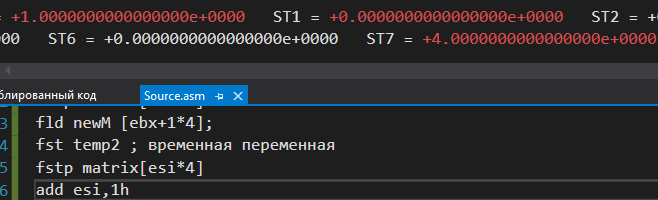 = +1.0000000000000000e+0000 ST1 = +0.0000000000000000e+0000 ST2 = +
000 ST6 = +0.0000000000000000e+0000 ST7 = +4.0000000000000000e+0000
блированный код Source.asm
3 fld newM [ebx+1*4];
4 fst temp2 ; временная переменная
5 fstp matrix[esi*4]
6 add esi,1h